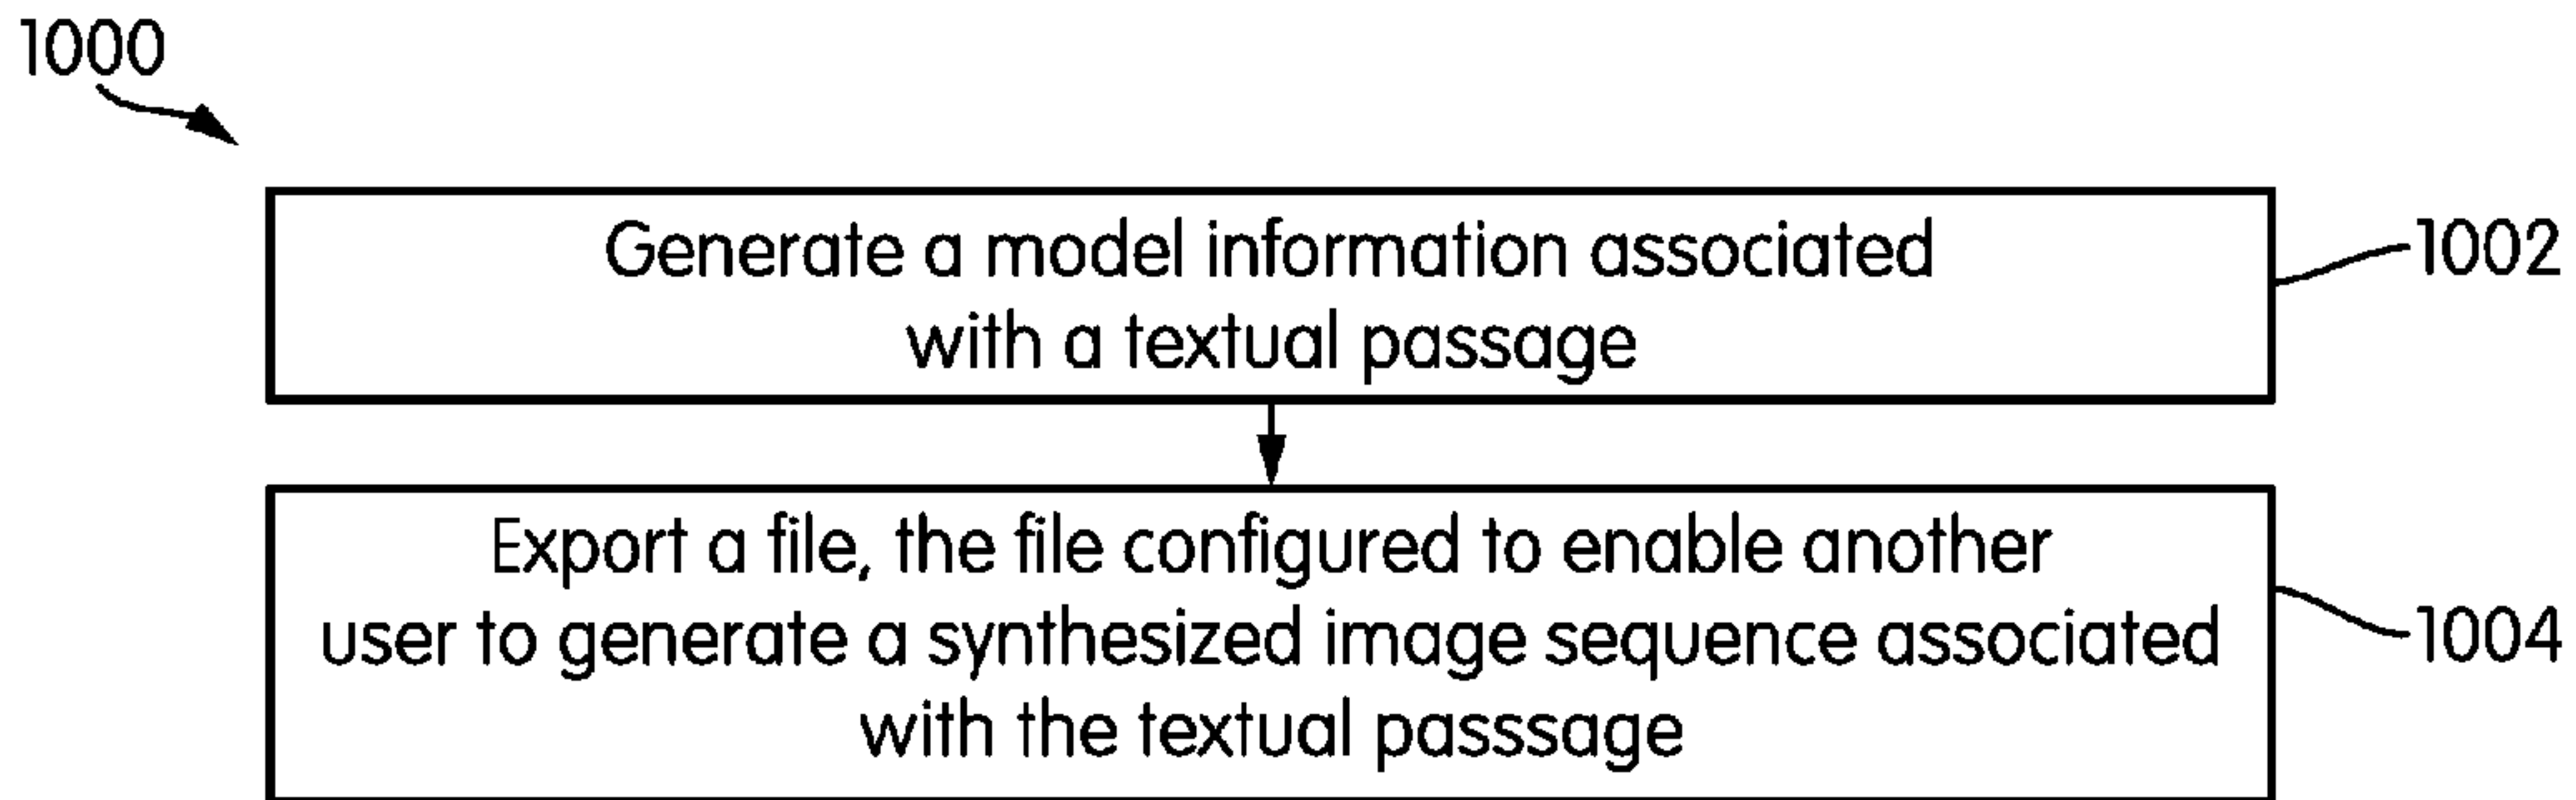 1000
Generate a model information associated
with a textual passage
1002
Export a file, the file configured to enable another
user to generate a synthesized image sequence associated
with the textual passsage
1004